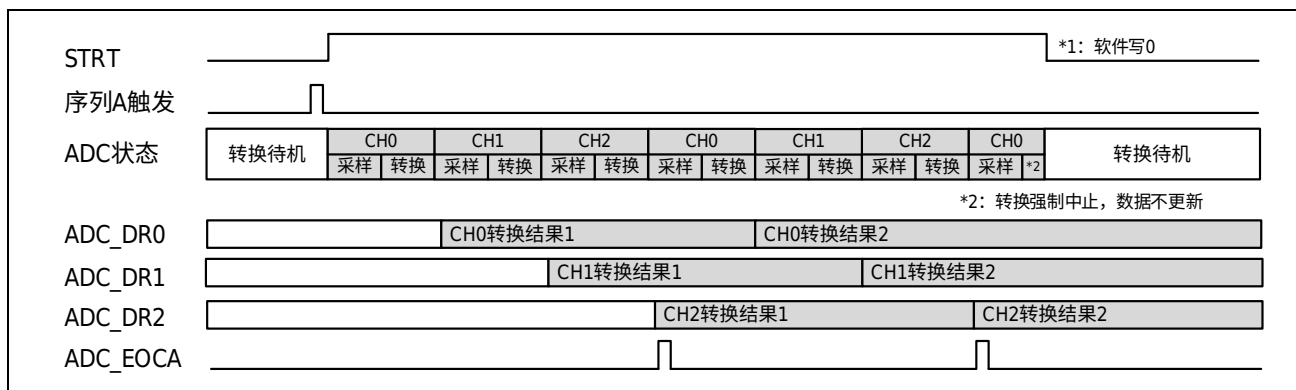 STRT
*1：软件写0
序列A触发
ADC状态
转换待机 CH0 CH1 CH2 CH0 CH1 CH2 CH0 转换待机
采样 转换 采样 转换 采样 转换 采样 转换 采样 转换 采样 转换 采样 *2
*2：转换强制中止，数据不更新
ADC_DR0 CH0转换结果1 CH0转换结果2
ADC_DR1 CH1转换结果1 CH1转换结果2
ADC_DR2 CH2转换结果1 CH2转换结果2
ADC_EOCA